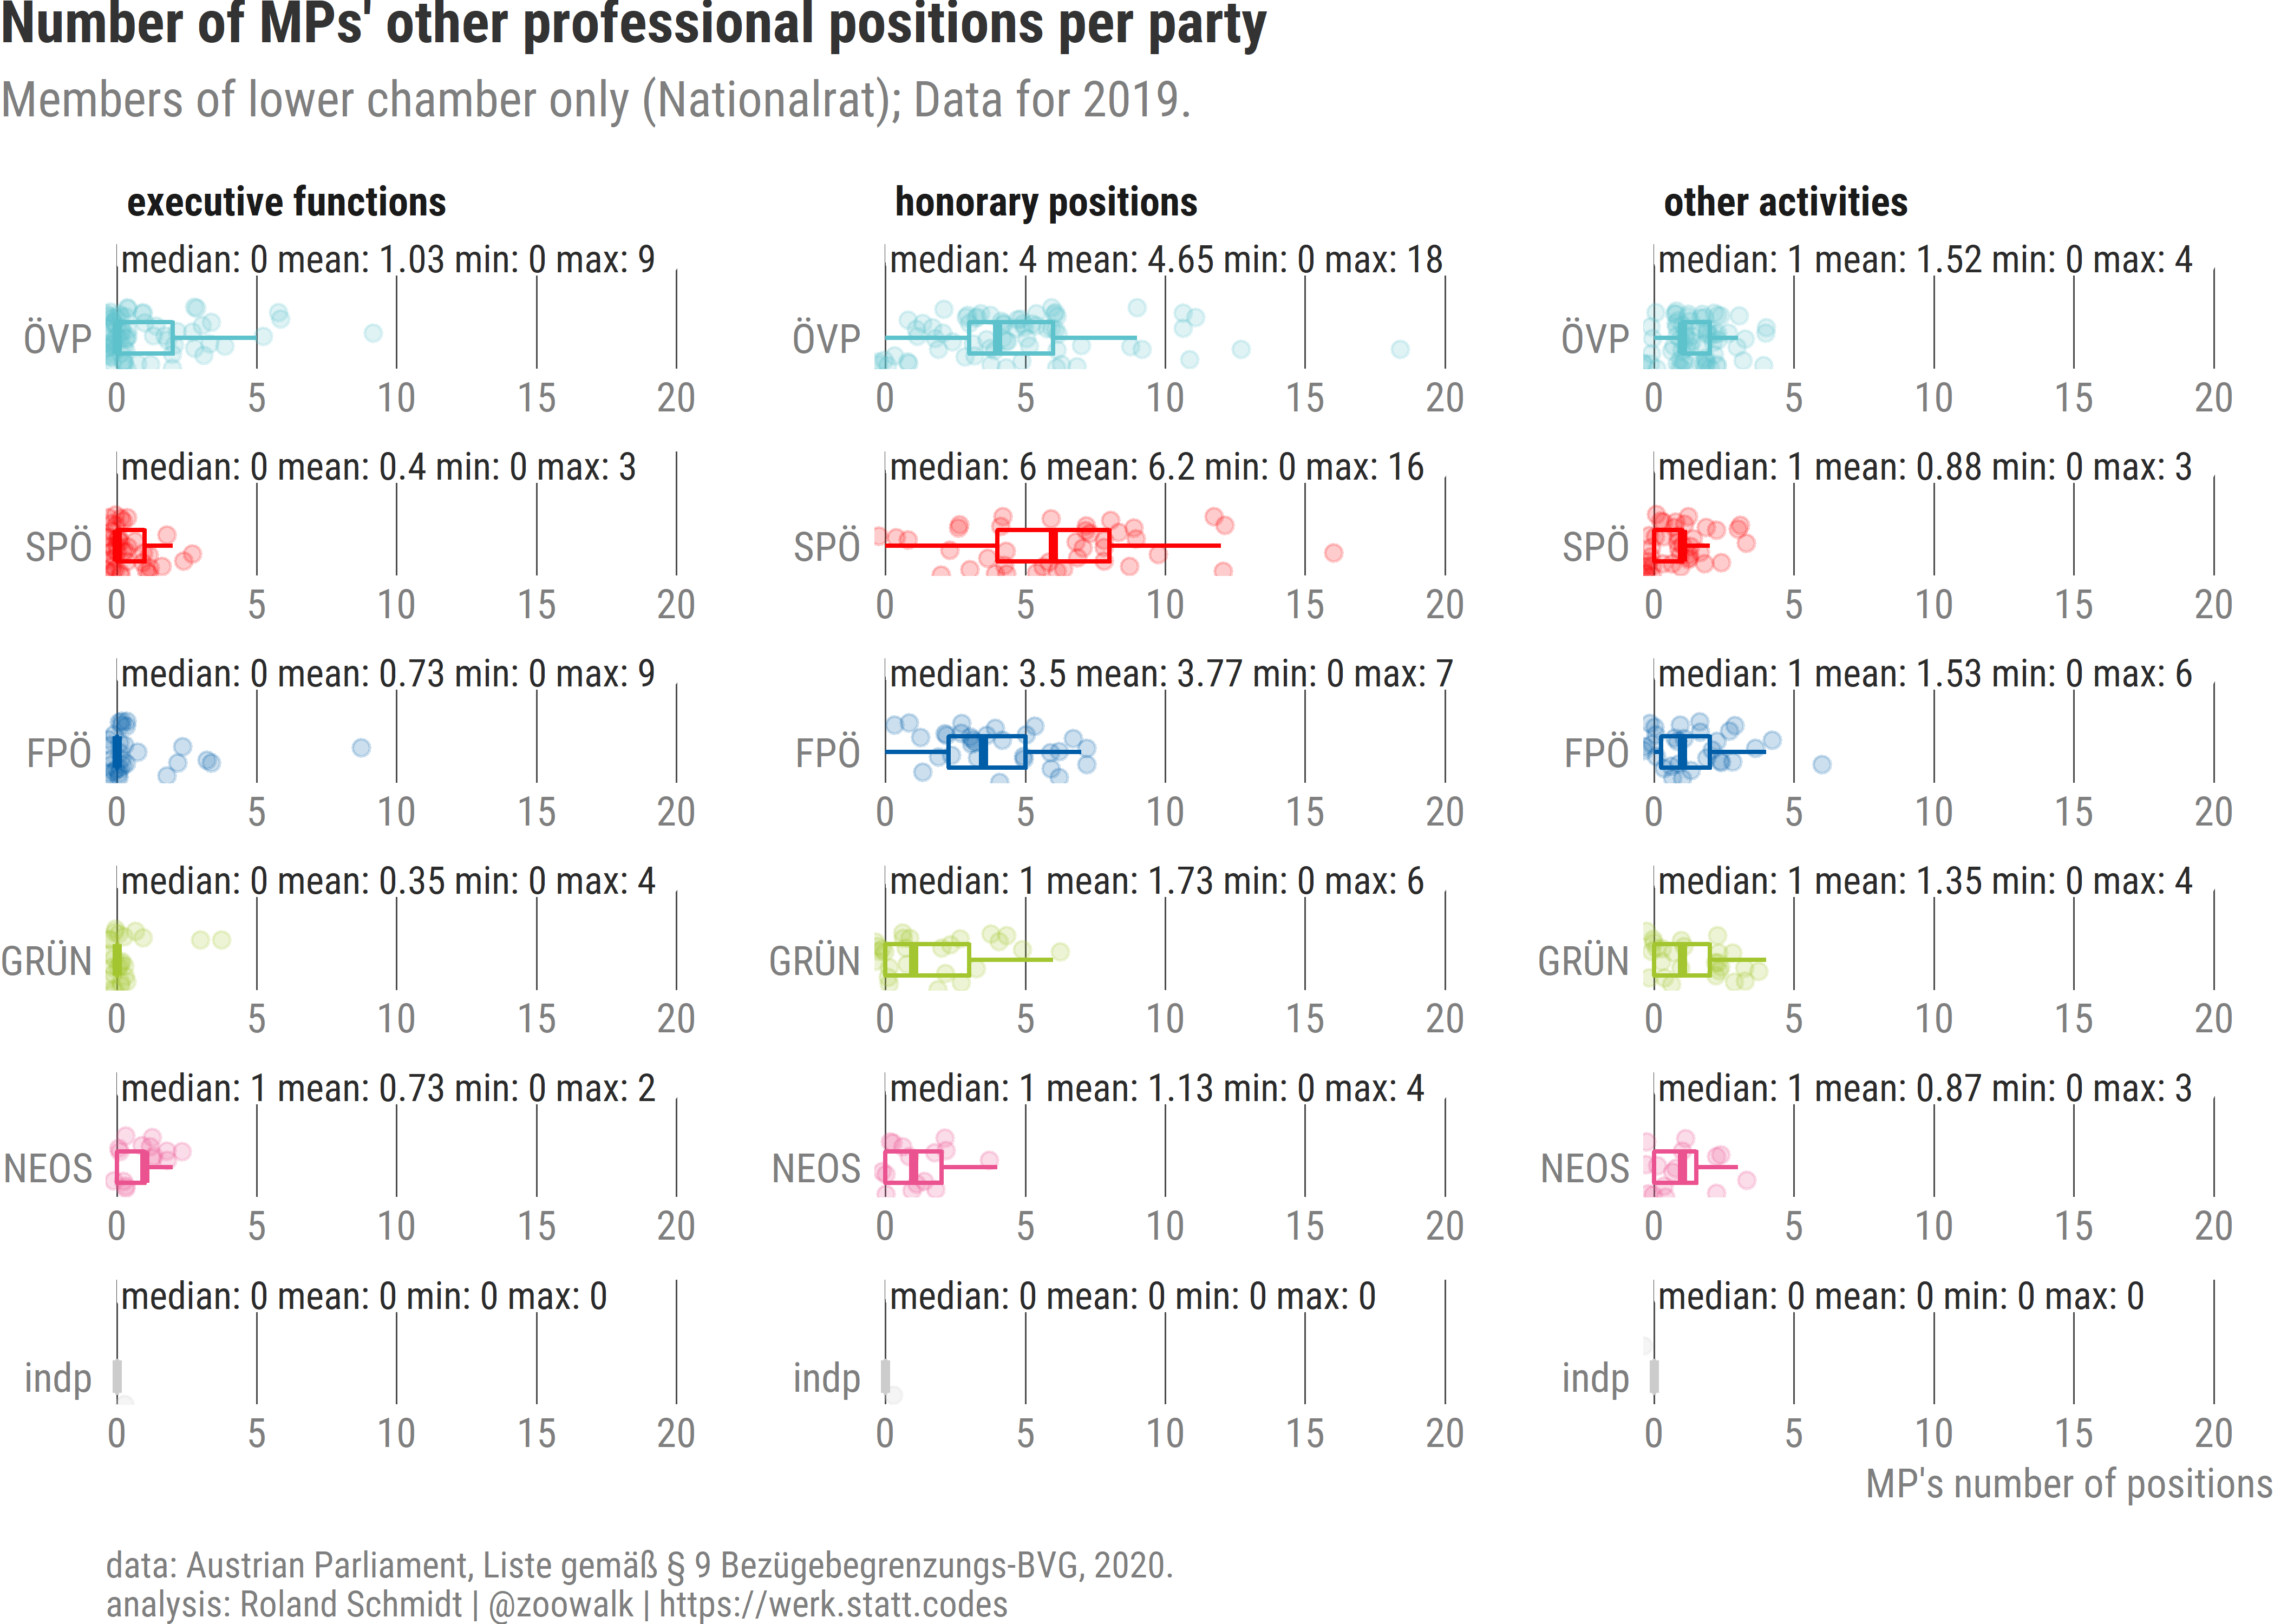 Number of MPs' other professional positions per party
Members of lower chamber only (Nationalrat); Data for 2019.
executive functions honorary positions other activities
median: 0 mean: 1.03 min: 0 max: 9 median: 4 mean: 4.65 min: 0 max: 18 median: 1 mean: 1.52 min: 0 max: 4
ÖVP ÖVP ÖVP
0 5 10 15 20 0 5 10 15 20 0 5 10 15 20
median: 0 mean: 0.4 min: 0 max: 3 median: 6 mean: 6.2 min: 0 max: 16 median: 1 mean: 0.88 min: 0 max: 3
SPÖ SPÖ SPÖ
0 5 10 15 20 0 5 10 15 20 0 5 10 15 20
median: 0 mean: 0.73 min: 0 max: 9 median: 3.5 mean: 3.77 min: 0 max: 7 median: 1 mean: 1.53 min: 0 max: 6
FPÖ FPÖ FPÖ
0 5 10 15 20 0 5 10 15 20 0 5 10 15 20
median: 0 mean: 0.35 min: 0 max: 4 median: 1 mean: 1.73 min: 0 max: 6 median: 1 mean: 1.35 min: 0 max: 4
GRÜN GRÜN GRÜN
0 5 10 15 20 0 5 10 15 20 0 5 10 15 20
median: 1 mean: 0.73 min: 0 max: 2 median: 1 mean: 1.13 min: 0 max: 4 median: 1 mean: 0.87 min: 0 max: 3
NEOS NEOS NEOS
0 5 10 15 20 0 5 10 15 20 0 5 10 15 20
median: 0 mean: 0 min: 0 max: 0 median: 0 mean: 0 min: 0 max: 0 median: 0 mean: 0 min: 0 max: 0
indp indp indp
0 5 10 15 20 0 5 10 15 20 0 5 10 15 20
MP's number of positions
data: Austrian Parliament, Liste gemäß § 9 Bezügebegrenzungs-BVG, 2020.
analysis: Roland Schmidt | @zoowalk | https://werk.statt.codes